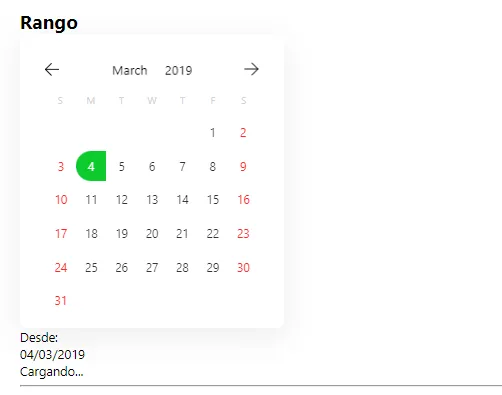 Rango
March 2019
S M T W T F S
1 2
3 4 5 6 7 8 9
10 11 12 13 14 15 16
17 18 19 20 21 22 23
24 25 26 27 28 29 30
31
Desde:
04/03/2019
Cargando...